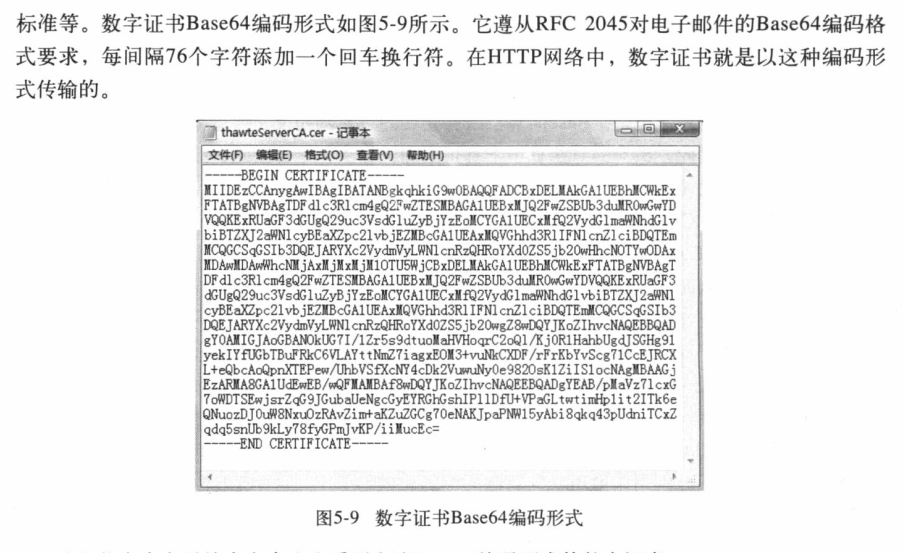 标准等。数字证书Base64编码形式如图5-9所示。它遵从RFC 2045对电子邮件的Base64编码格
式要求，每间隔76个字符添加一个回车换行符。在HTTP网络中，数字证书就是以这种编码形
式传输的。
thawteServerCA.cer - 记事本
文件(F) 编辑(E) 格式(O) 查看(V) 帮助(H)
-----BEGIN CERTIFICATE-----
MIIDEzCCAnygAwIBAgIBATANBgkqhkiG9w0BAQQFADCBxDELMAkGA1UEBhMCWkEx
FTATBgNVBAgTDFdlc3Rlcm4gQ2FwZTESMBAGA1UEBxMJQ2FwZSBUb3duMR0wGwYD
VQQKExRUaGF3dGUgQ29uc3VsdGluZyBjYzEoMCYGA1UECxMfQ2VydGlmaWNhdGlv
biBTZXJ2aWNlcyBEaXZpc2lvbjEZMBcGA1UEAxMQVGhhd3RlIFNlcnZlciBDQTEm
MCQGCSqGSIb3DQEJARYXc2VydmVyLWNlcnRzQHRoYXd0ZS5jb20wHhcNOTYwODAx
MDAwMDAwWhcNMjAxMjMxMjM1OTU5WjCBxDELMAkGA1UEBhMCWkExFTATBgNVBAgT
DFdlc3Rlcm4gQ2FwZTESMBAGA1UEBxMJQ2FwZSBUb3duMR0wGwYDVQQKExRUaGF3
dGUgQ29uc3VsdGluZyBjYzEoMCYGA1UECxMfQ2VydGlmaWNhdGlvbiBTZXJ2aWNl
cyBEaXZpc2lvbjEZMBcGA1UEAxMQVGhhd3RlIFNlcnZlciBDQTEmMCQGCSqGSIb3
DQEJARYXc2VydmVyLWNlcnRzQHRoYXd0ZS5jb20wgZ8wDQYJKoZIhvcNAQEBBQAD
gY0AMIGJAoGBANOkUG7I/1Zr5s9dtuoMaHVHoqrC2oQl/Kj0R1HahbUgdJSGHg91
yekIYfUGbTBuFRkC6VLAYttNmZ7iagxEOM3+vuNkCXDF/rFrKbYvScg71CcEJRCX
L+eQbcAoQpnXTEPew/UhbVSfXcNY4cDk2VuwuNy0e982OsK1ZiIS1ocNAgMBAAGj
EzARMA8GA1UdEwEB/wQFMAMBAf8wDQYJKoZIhvcNAQEEBQADgYEAB/pMaVz7lcxG
7oWDTSEwjsrZqG9JGubaUeNgcGyEYRGhGshIPllDfU+VPaGLtwtimHp1it2ITk6e
QNuozDJ0uW8NxuOzRAvZim+aKZuZGCg70eNAKJpaPNW15yAbi8qkq43pUdniTCxZ
qdq5snUb9kLy78fyGPmJvKP/iiMucEc=
-----END CERTIFICATE-----
图5-9 数字证书Base64编码形式